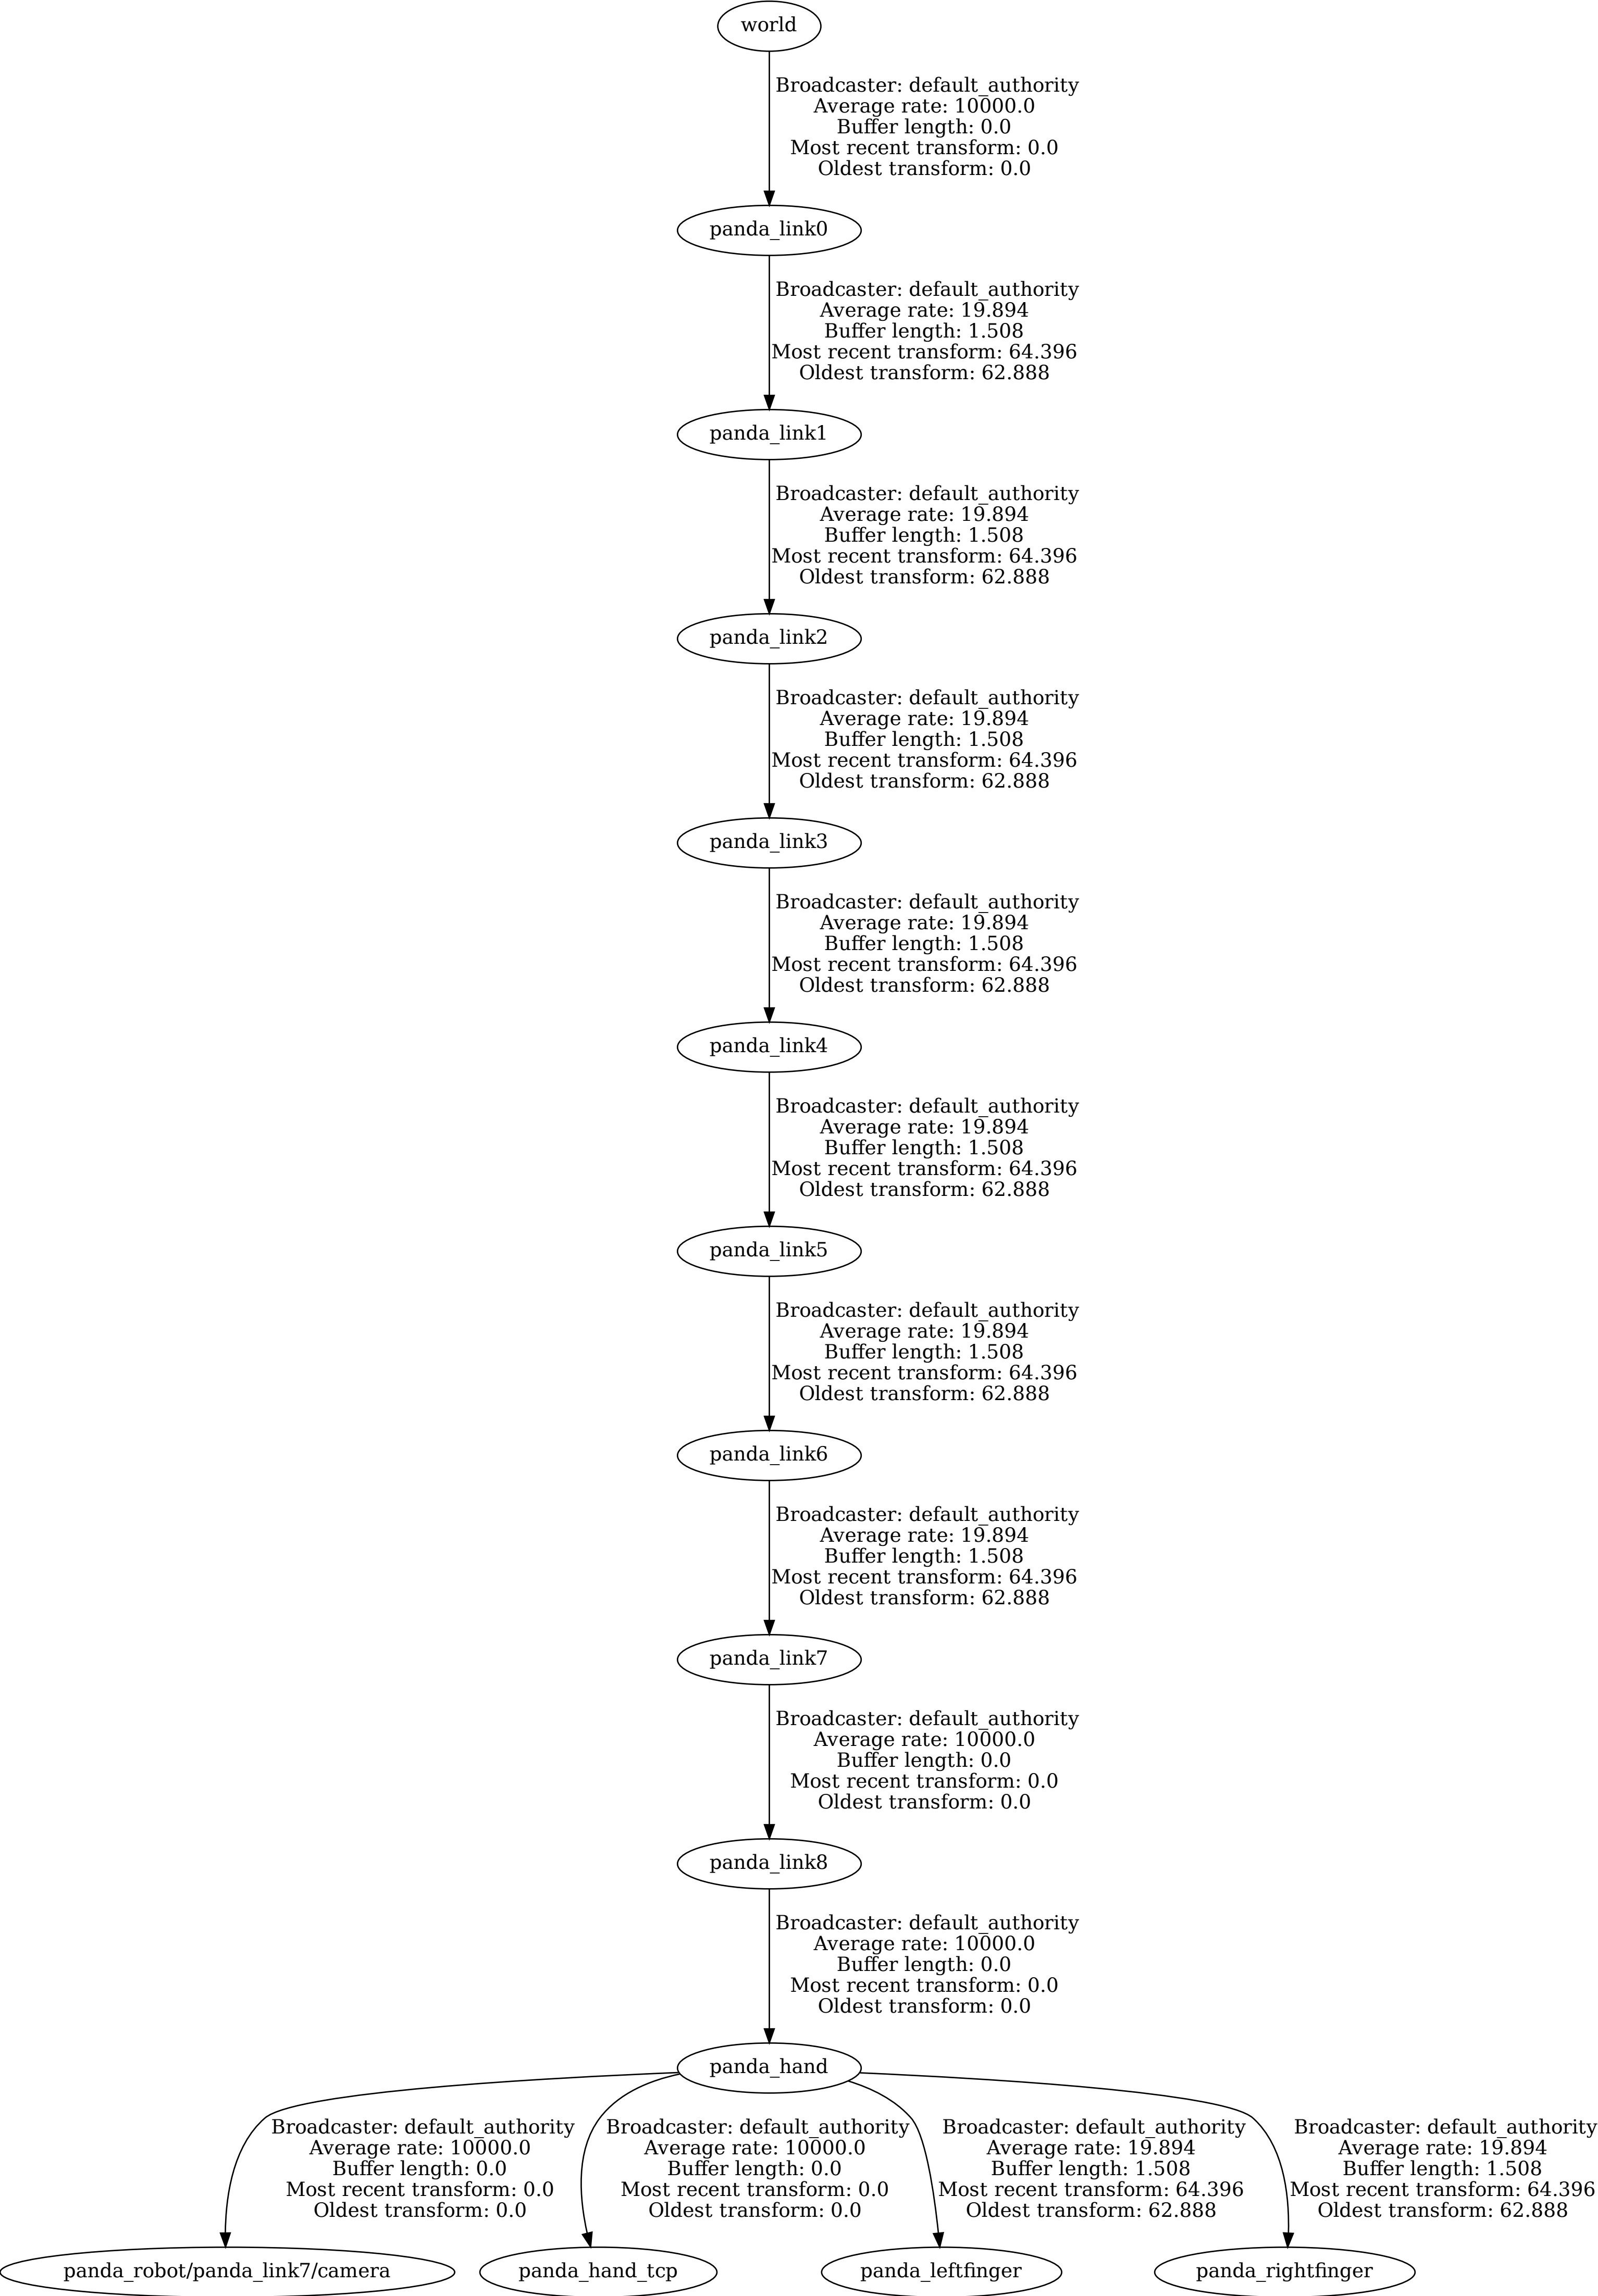 world
Broadcaster: default_authority
Average rate: 10000.0
Buffer length: 0.0
Most recent transform: 0.0
Oldest transform: 0.0
panda_link0
Broadcaster: default_authority
Average rate: 19.894
Buffer length: 1.508
Most recent transform: 64.396
Oldest transform: 62.888
panda_link1
Broadcaster: default_authority
Average rate: 19.894
Buffer length: 1.508
Most recent transform: 64.396
Oldest transform: 62.888
panda_link2
Broadcaster: default_authority
Average rate: 19.894
Buffer length: 1.508
Most recent transform: 64.396
Oldest transform: 62.888
panda_link3
Broadcaster: default_authority
Average rate: 19.894
Buffer length: 1.508
Most recent transform: 64.396
Oldest transform: 62.888
panda_link4
Broadcaster: default_authority
Average rate: 19.894
Buffer length: 1.508
Most recent transform: 64.396
Oldest transform: 62.888
panda_link5
Broadcaster: default_authority
Average rate: 19.894
Buffer length: 1.508
Most recent transform: 64.396
Oldest transform: 62.888
panda_link6
Broadcaster: default_authority
Average rate: 19.894
Buffer length: 1.508
Most recent transform: 64.396
Oldest transform: 62.888
panda_link7
Broadcaster: default_authority
Average rate: 10000.0
Buffer length: 0.0
Most recent transform: 0.0
Oldest transform: 0.0
panda_link8
Broadcaster: default_authority
Average rate: 10000.0
Buffer length: 0.0
Most recent transform: 0.0
Oldest transform: 0.0
panda_hand
Broadcaster: default_authority
Average rate: 10000.0
Buffer length: 0.0
Most recent transform: 0.0
Oldest transform: 0.0
Broadcaster: default_authority
Average rate: 10000.0
Buffer length: 0.0
Most recent transform: 0.0
Oldest transform: 0.0
Broadcaster: default_authority
Average rate: 19.894
Buffer length: 1.508
Most recent transform: 64.396
Oldest transform: 62.888
Broadcaster: default_authority
Average rate: 19.894
Buffer length: 1.508
Most recent transform: 64.396
Oldest transform: 62.888
panda_robot/panda_link7/camera
panda_hand_tcp
panda_leftfinger
panda_rightfinger